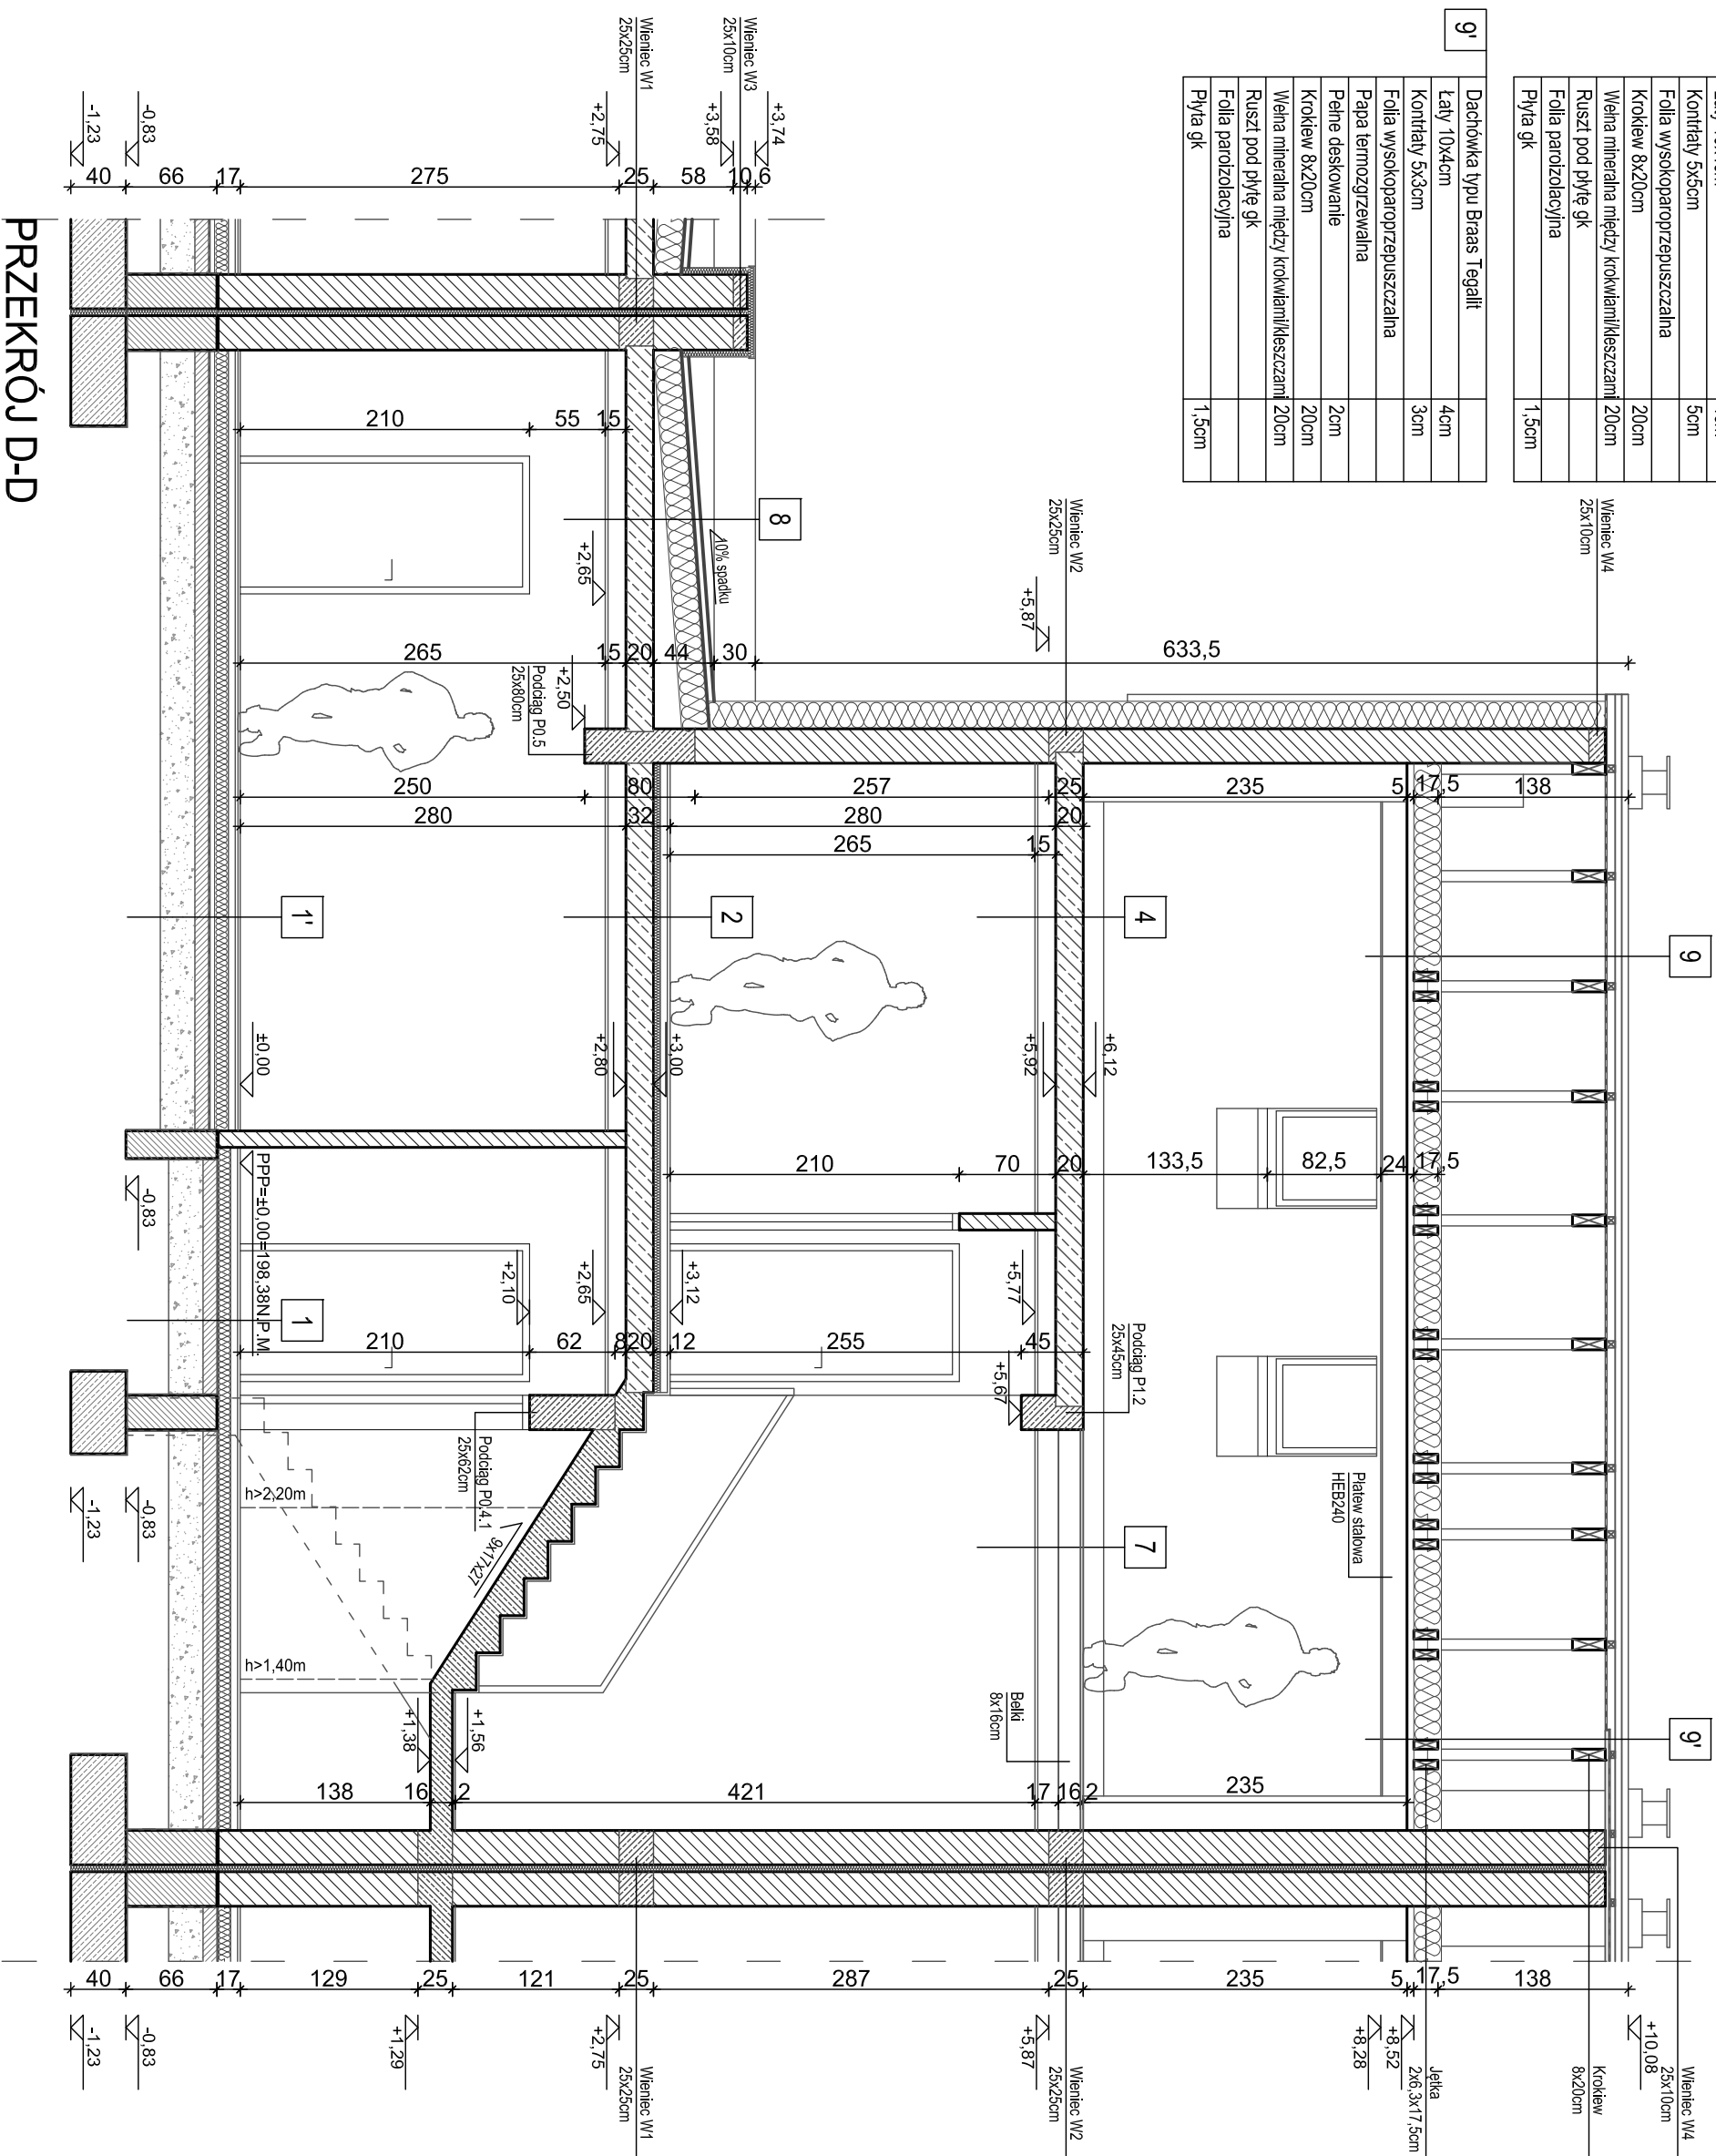 Kontrłaty 5x5cm 5cm
Folia wysokoparoprzepuszczalna
Krokiew 8x20cm 20cm
Wełna mineralna między krokwiami/kleszczami 20cm
Ruszt pod płytę gk
Folia paroizolacyjna
Płyta gk 1,5cm
9'
Dachówka typu Braas Tegalit
Łaty 10x4cm 4cm
Kontrłaty 5x3cm 3cm
Folia wysokoparoprzepuszczalna
Papa termozgrzewalna
Pełne deskowanie 2cm
Krokiew 8x20cm 20cm
Wełna mineralna między krokwiami/kleszczami 20cm
Ruszt pod płytę gk
Folia paroizolacyjna
Płyta gk 1,5cm
Wieniec W4
25x10cm
Wieniec W2
25x25cm
+5,87
633,5
Wieniec W3
25x10cm
Wieniec W1
25x25cm
+3,74
+3,58
+2,75
-0,83
-1,23
6
10
58
25
275
17
66
40
8
10% spadku
+2,65
15
55
210
30
44
20
15
265
+2,50
Podciąg P0.5
25x80cm
138
17,5
5
235
25
257
80
250
20
280
32
280
15
265
9
4
2
1'
+6,12
+5,92
+3,00
+2,80
±0,00
PPP=±0,00=198,38N.P.M.
-0,83
17,5
24
82,5
133,5
20
70
210
+5,77
+3,12
+2,65
+2,10
1
Podciąg P1.2
25x45cm
45
255
12
20
8
62
210
+5,67
Podciąg P0.4.1
25x62cm
9x17x27
h>2,20m
h>1,40m
-0,83
-1,23
Płatew stalowa
HEB240
7
Belki
8x16cm
9'
+1,56
+1,38
235
2
16
17
421
2
16
138
138
17,5
5
235
25
287
25
121
25
129
17
66
40
+10,08
+8,52
+8,28
+5,87
+2,75
+1,29
-0,83
-1,23
Wieniec W4
25x10cm
Krokiew
8x20cm
Jętka
2x6,3x17,5cm
Wieniec W2
25x25cm
Wieniec W1
25x25cm
PRZEKRÓJ D-D